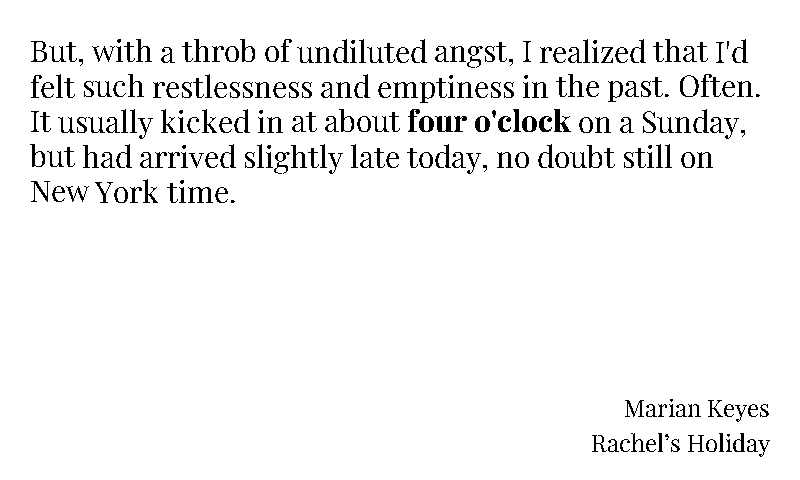 But, with a throb of undiluted angst, I realized that I'd
felt such restlessness and emptiness in the past. Often.
It usually kicked in at about four o'clock on a Sunday,
but had arrived slightly late today, no doubt still on
New York time.
Marian Keyes
Rachel’s Holiday